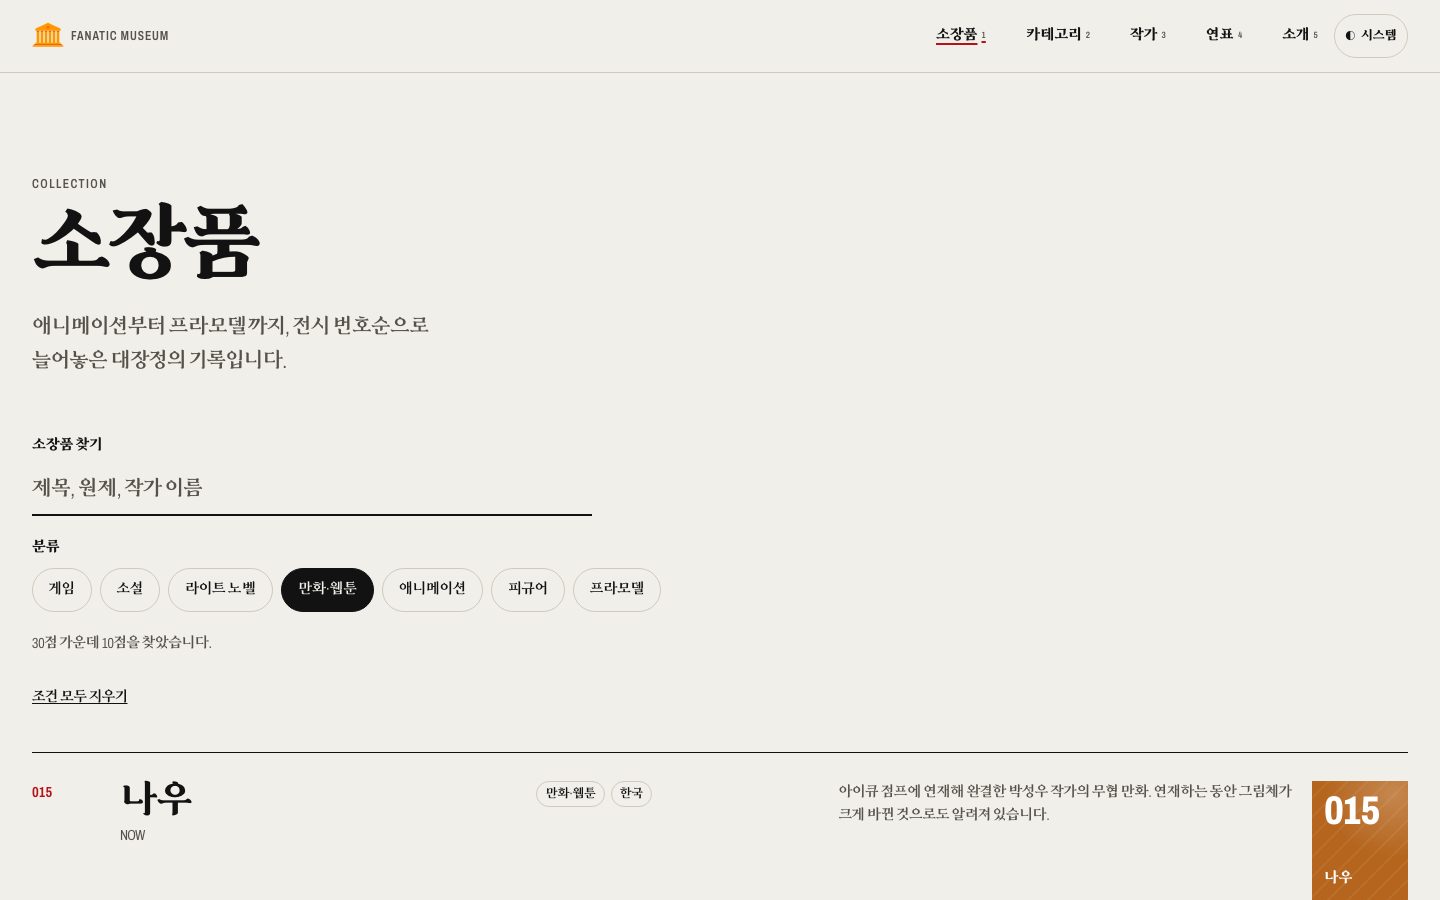 FANATIC MUSEUM
소장품 1
카테고리 2
작가 3
연표 4
소개 5
시스템
COLLECTION
소장품
애니메이션부터 프라모델까지, 전시 번호순으로
늘어놓은 대장정의 기록입니다.
소장품 찾기
제목, 원제, 작가 이름
분류
게임
소설
라이트 노벨
만화·웹툰
애니메이션
피규어
프라모델
30점 가운데 10점을 찾았습니다.
조건 모두 지우기
015
나우
NOW
만화·웹툰
한국
아이큐 점프에 연재해 완결한 박성우 작가의 무협 만화. 연재하는 동안 그림체가
크게 바뀐 것으로도 알려져 있습니다.
015
나우